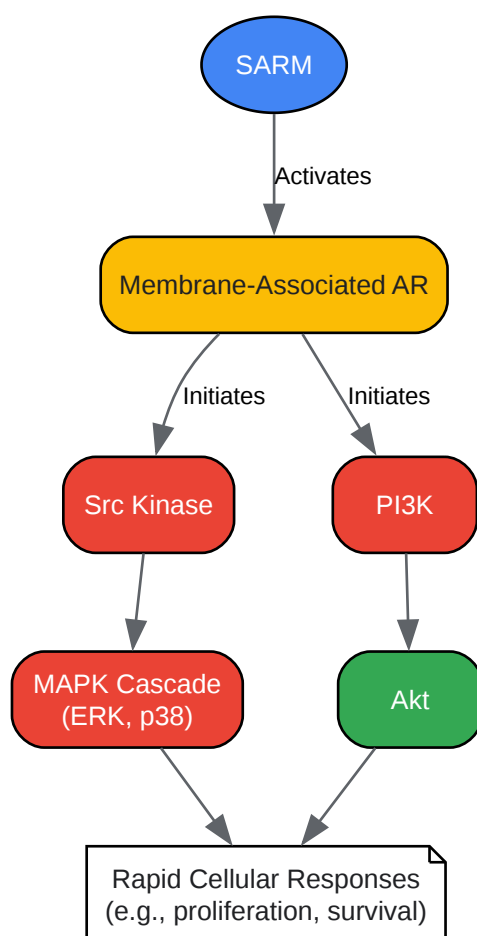 SARM
Activates
Membrane-Associated AR
Initiates
Initiates
Src Kinase
PI3K
MAPK Cascade
(ERK, p38)
Akt
Rapid Cellular Responses
(e.g., proliferation, survival)